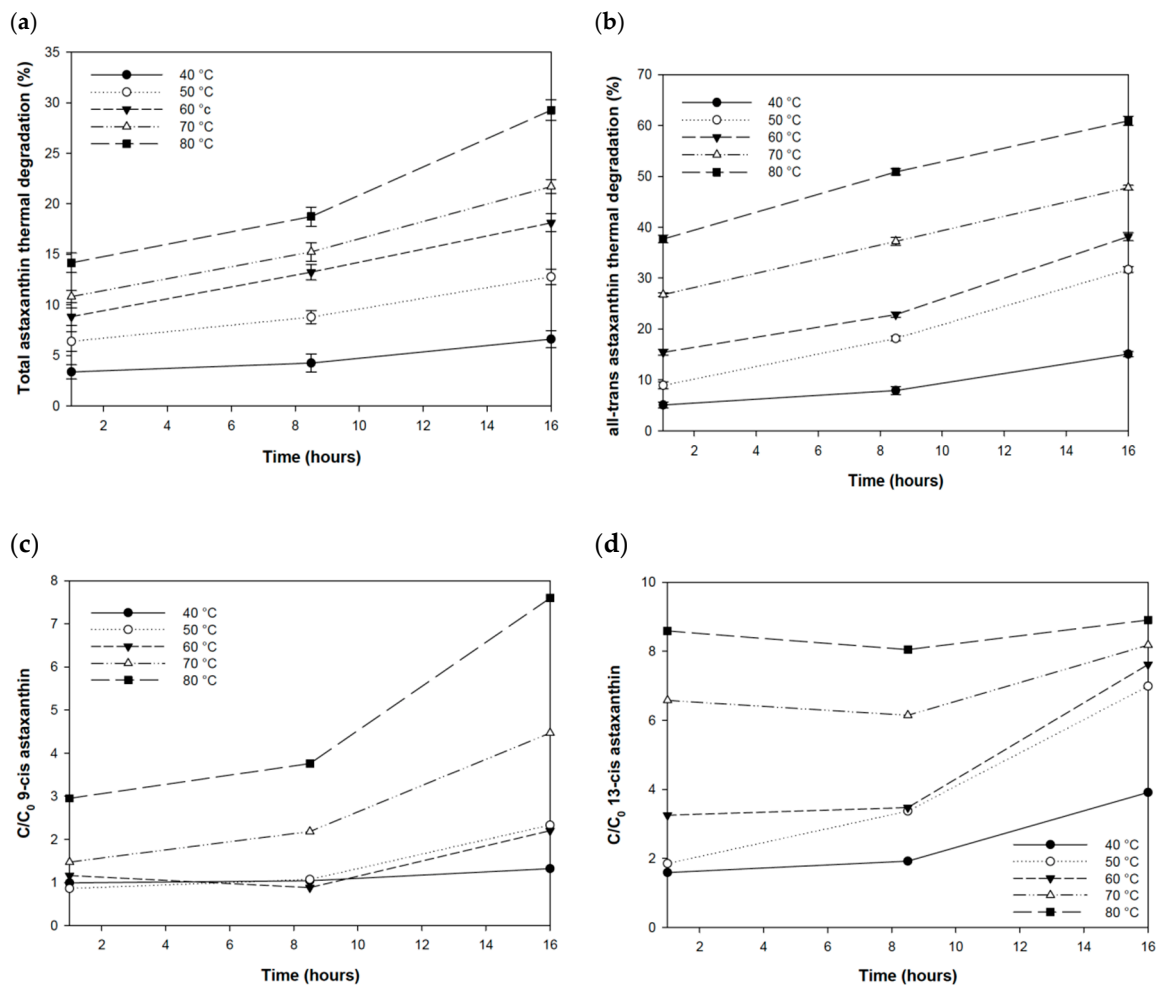 (a)
Total astaxanthin thermal degradation (%)
35
30
25
20
15
10
5
0
40 °C
50 °C
60 °c
70 °C
80 °C
2 4 6 8 10 12 14 16
Time (hours)
(b)
all-trans astaxanthin thermal degradation (%)
70
60
50
40
30
20
10
0
40 °C
50 °C
60 °C
70 °C
80 °C
2 4 6 8 10 12 14 16
Time (hours)
(c)
C/C₀ 9-cis astaxanthin
8
7
6
5
4
3
2
1
0
40 °C
50 °C
60 °C
70 °C
80 °C
2 4 6 8 10 12 14 16
Time (hours)
(d)
C/C₀ 13-cis astaxanthin
10
8
6
4
2
0
40 °C
50 °C
60 °C
70 °C
80 °C
2 4 6 8 10 12 14 16
Time (hours)